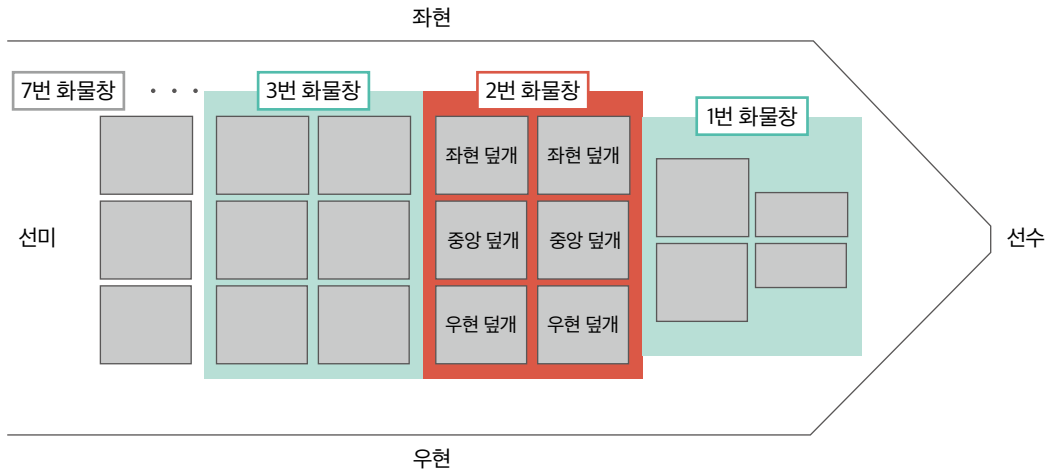 좌현
7번 화물창
• • •
3번 화물창
2번 화물창
1번 화물창
좌현 덮개
좌현 덮개
선미
중앙 덮개
중앙 덮개
선수
우현 덮개
우현 덮개
우현